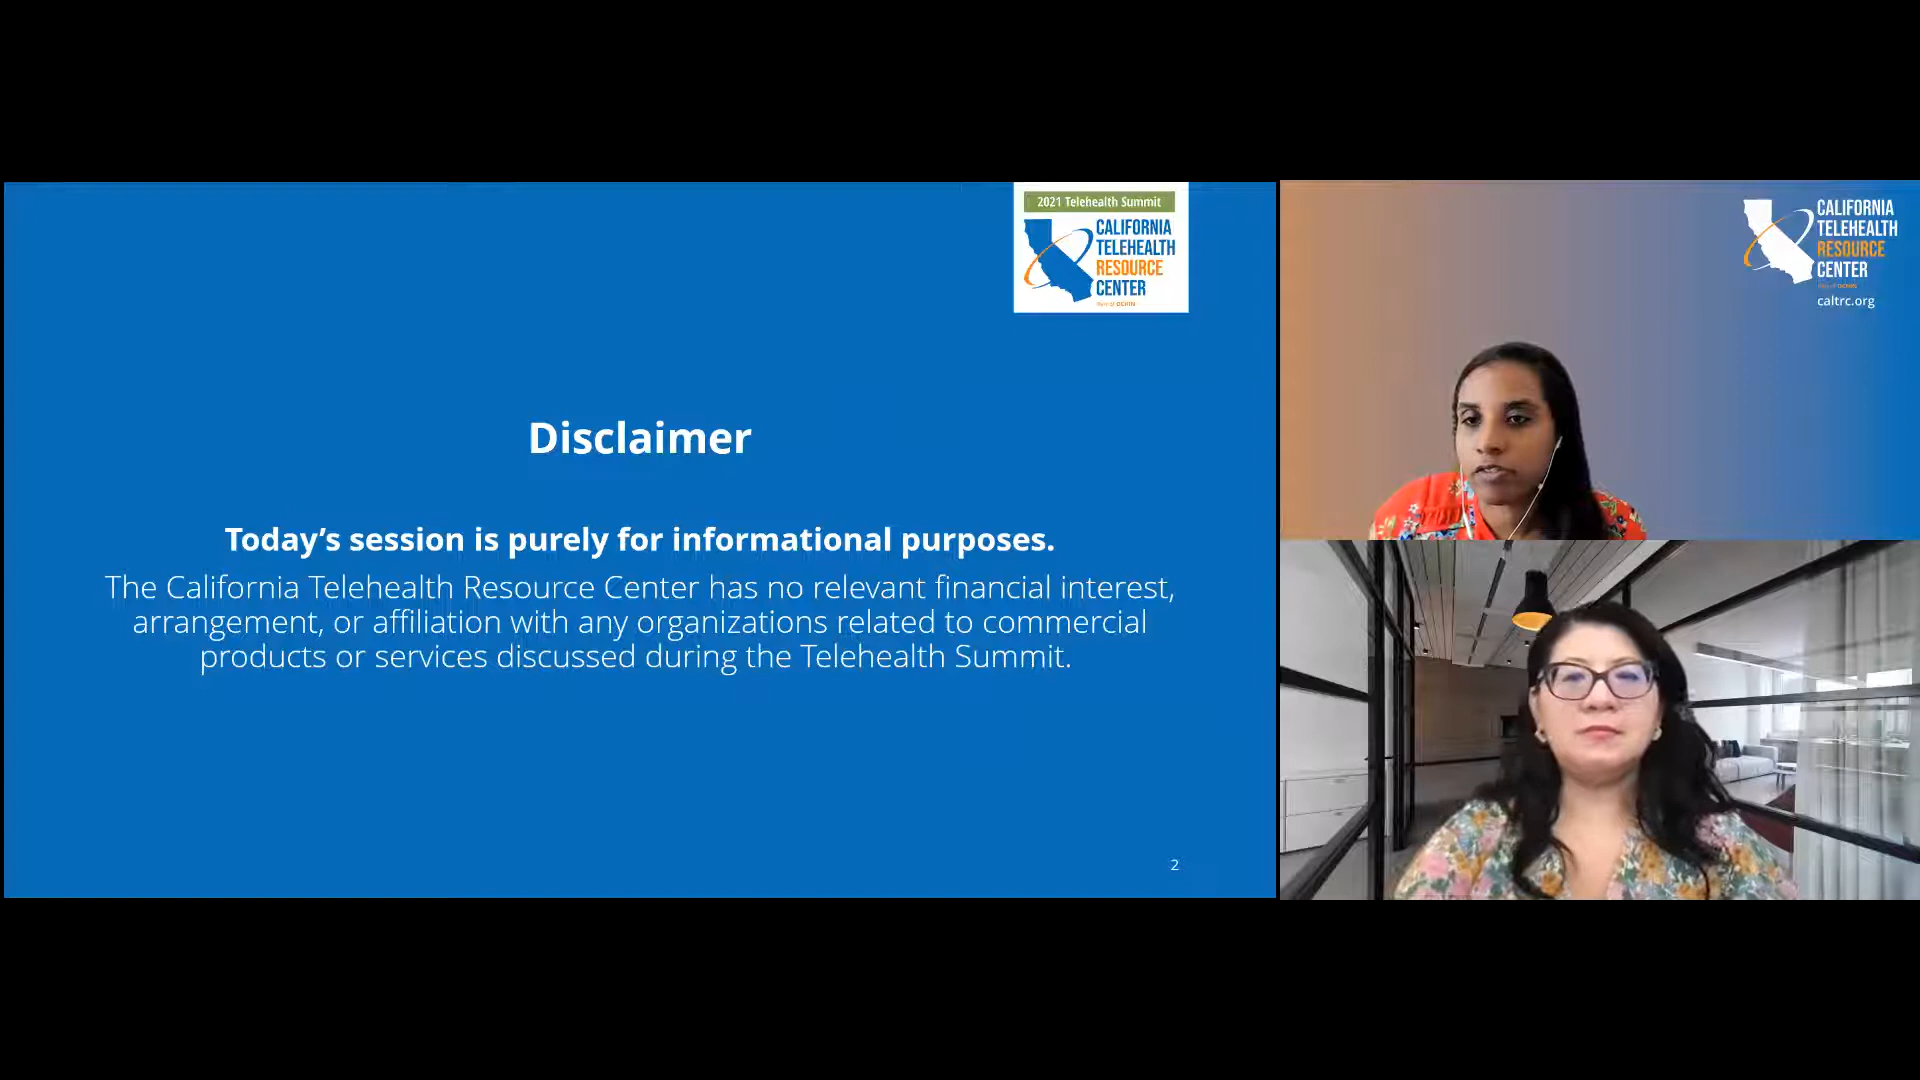 2021 Telehealth Summit
CALIFORNIA
TELEHEALTH
RESOURCE
CENTER
Disclaimer
Today’s session is purely for informational purposes.
The California Telehealth Resource Center has no relevant financial interest,
arrangement, or affiliation with any organizations related to commercial
products or services discussed during the Telehealth Summit.
2
CALIFORNIA
TELEHEALTH
RESOURCE
CENTER
caltrc.org